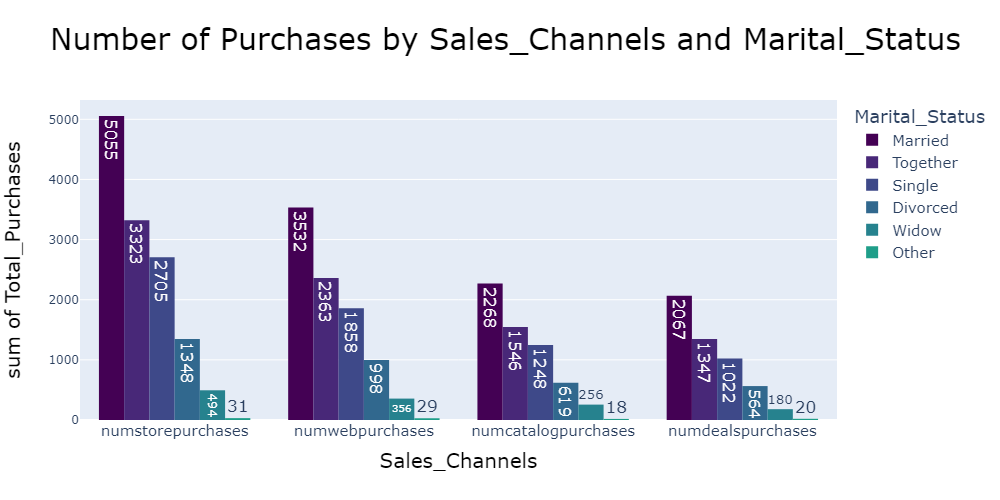 Number of Purchases by Sales_Channels and Marital_Status
sum of Total_Purchases
5000
4000
3000
2000
1000
0
5055
3323
2705
1348
494
31
3532
2363
1858
998
356
29
2268
1546
1248
619
256
18
2067
1347
1022
564
180
20
numstorepurchases
numwebpurchases
numcatalogpurchases
numdealspurchases
Sales_Channels
Marital_Status
Married
Together
Single
Divorced
Widow
Other